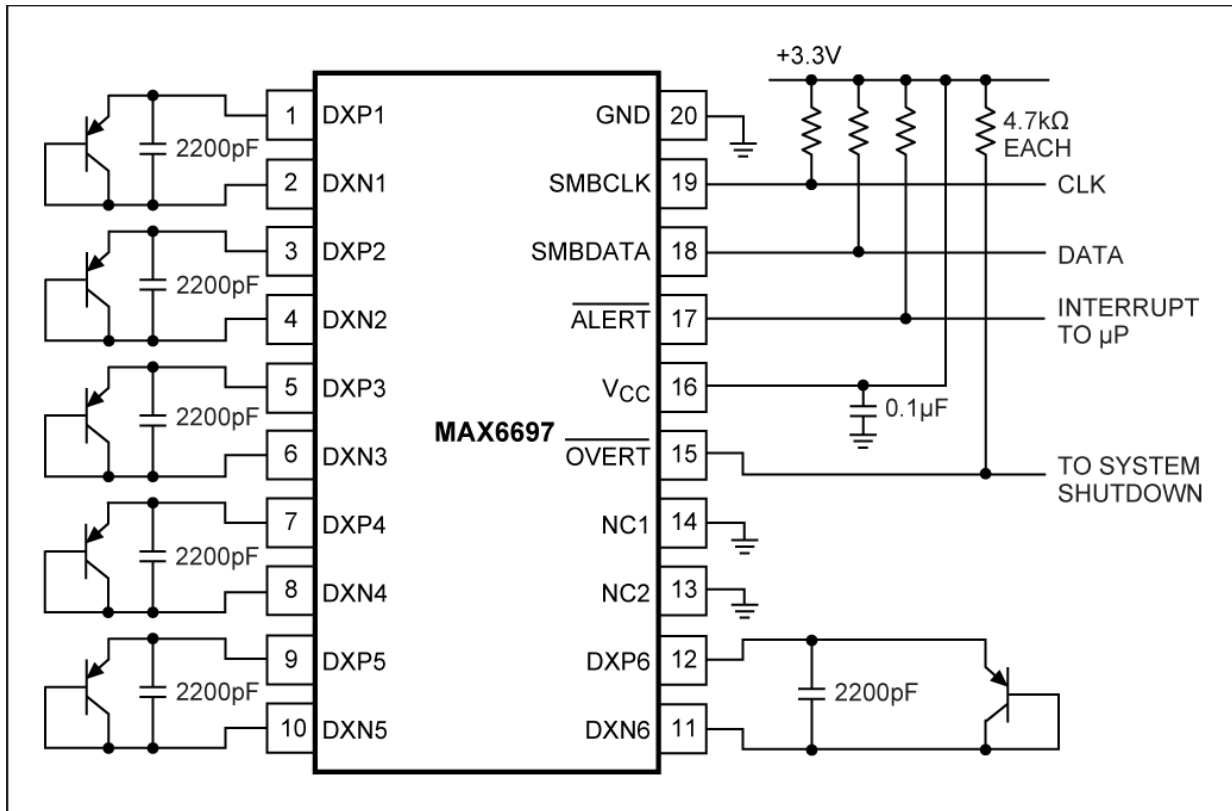 +3.3V
1 DXP1
GND 20
4.7kΩ
EACH
2200pF
2 DXN1
SMBCLK 19
CLK
3 DXP2
SMBDATA 18
DATA
2200pF
4 DXN2
ALERT 17
INTERRUPT
TO µP
5 DXP3
VCC 16
2200pF
0.1µF
MAX6697
6 DXN3
OVERT 15
TO SYSTEM
SHUTDOWN
7 DXP4
NC1 14
2200pF
8 DXN4
NC2 13
9 DXP5
DXP6 12
2200pF
2200pF
10 DXN5
DXN6 11